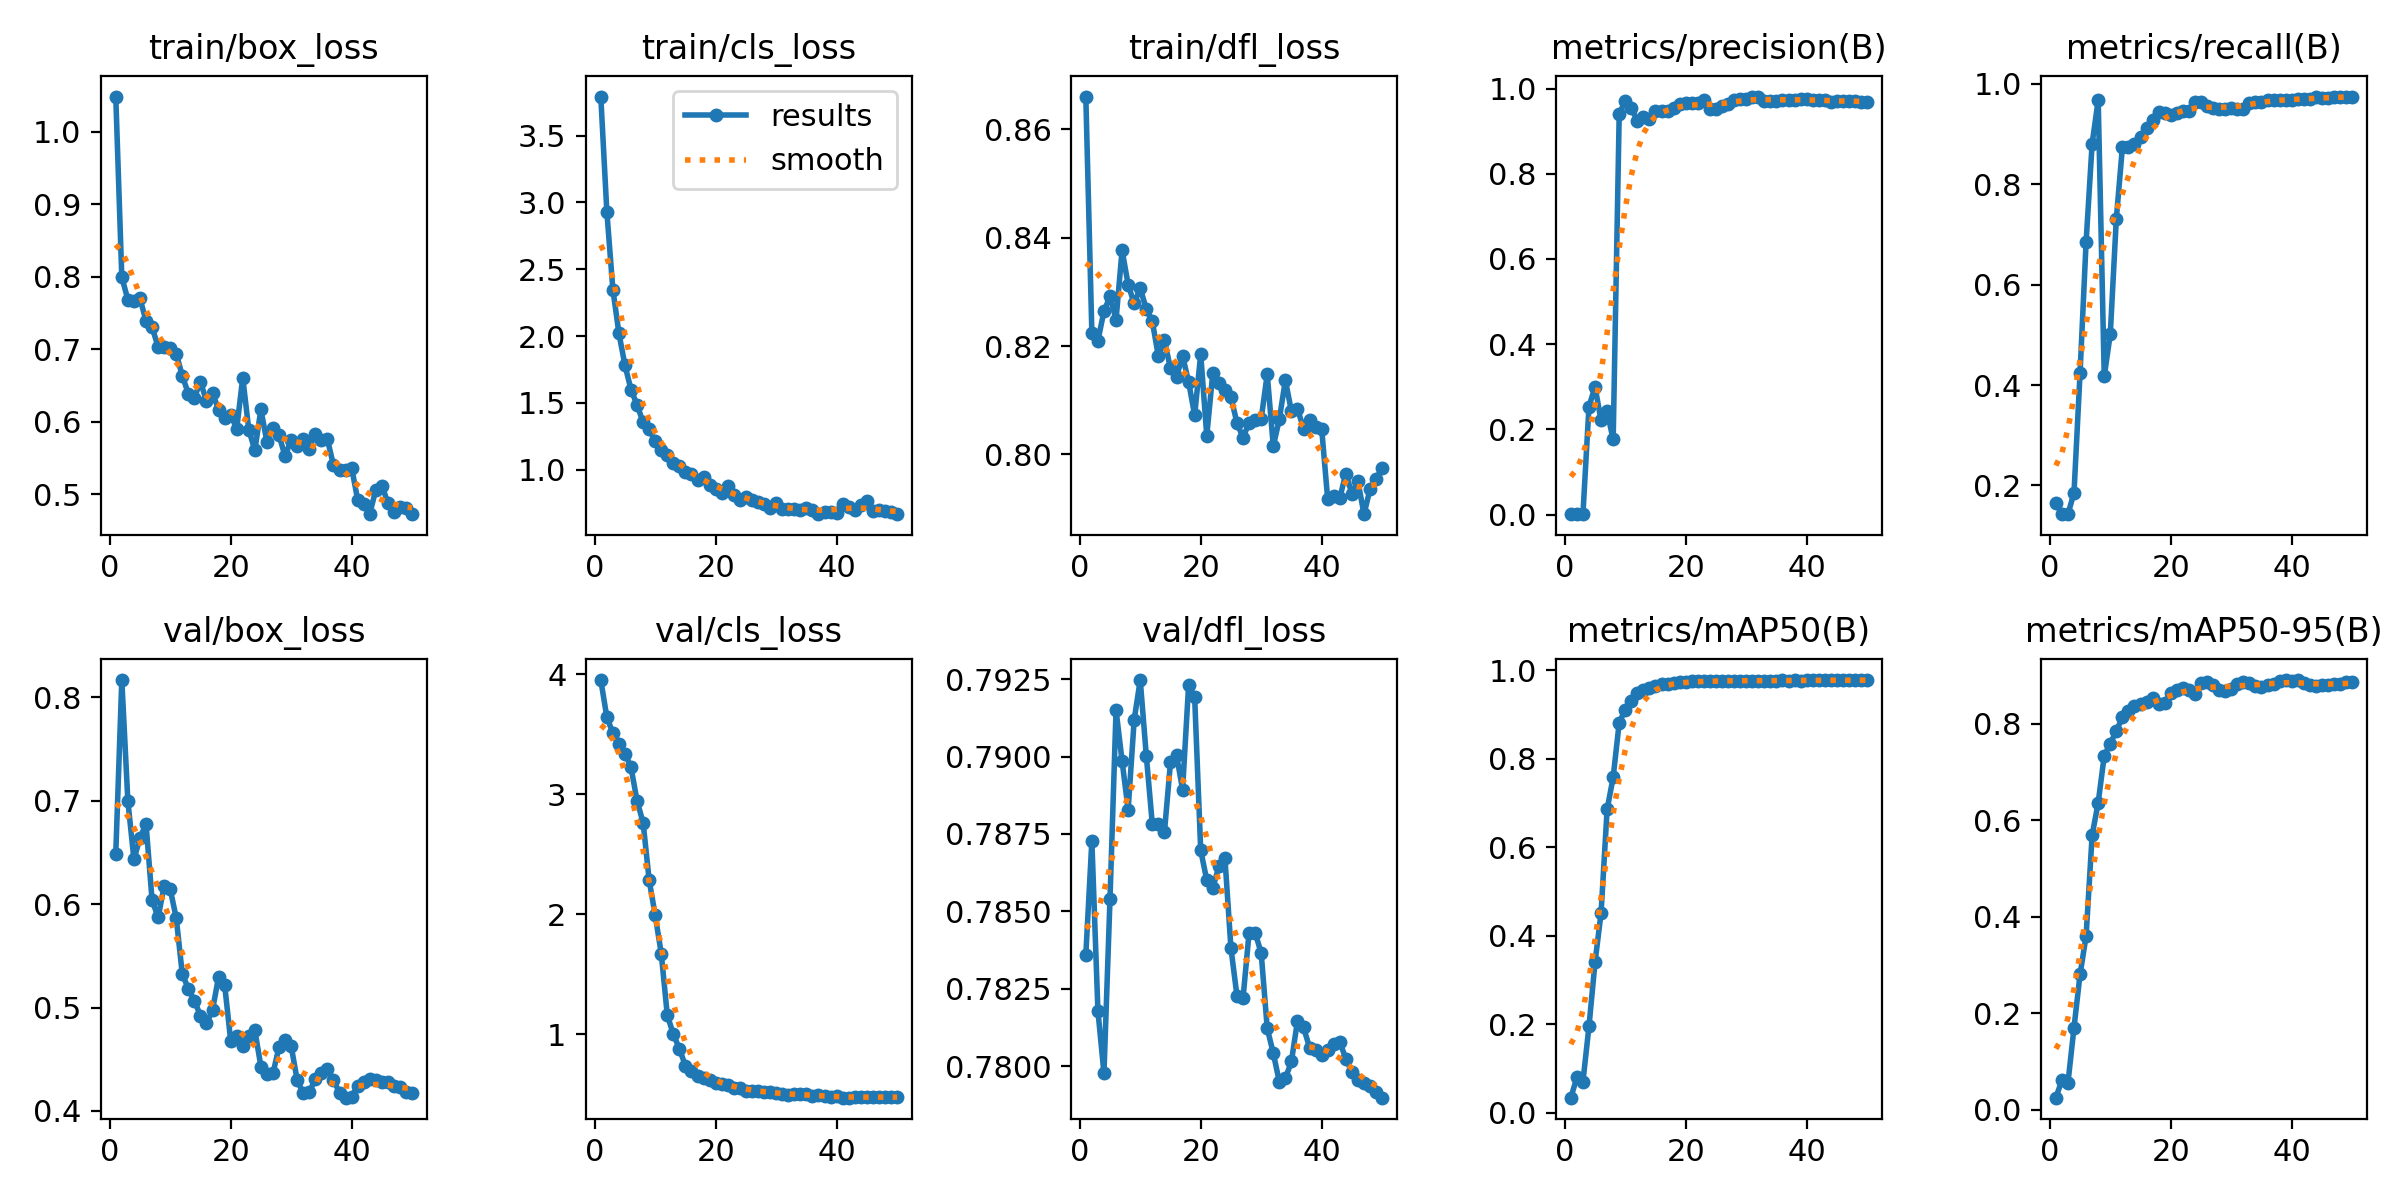 train/box_loss
1.0
0.9
0.8
0.7
0.6
0.5
0 20 40
train/cls_loss
results
smooth
3.5
3.0
2.5
2.0
1.5
1.0
0 20 40
train/dfl_loss
0.86
0.84
0.82
0.80
0 20 40
metrics/precision(B)
1.0
0.8
0.6
0.4
0.2
0.0
0 20 40
metrics/recall(B)
1.0
0.8
0.6
0.4
0.2
0 20 40
val/box_loss
0.8
0.7
0.6
0.5
0.4
0 20 40
val/cls_loss
4
3
2
1
0 20 40
val/dfl_loss
0.7925
0.7900
0.7875
0.7850
0.7825
0.7800
0 20 40
metrics/mAP50(B)
1.0
0.8
0.6
0.4
0.2
0.0
0 20 40
metrics/mAP50-95(B)
0.8
0.6
0.4
0.2
0.0
0 20 40